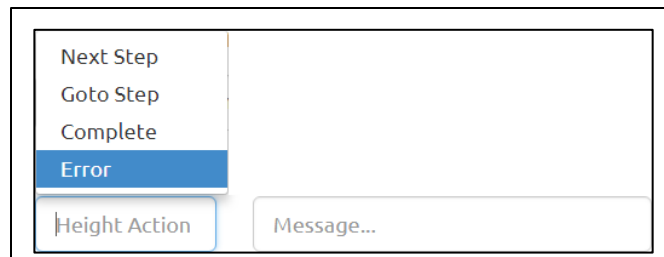 Next Step
Goto Step
Complete
Error
Height Action
Message...